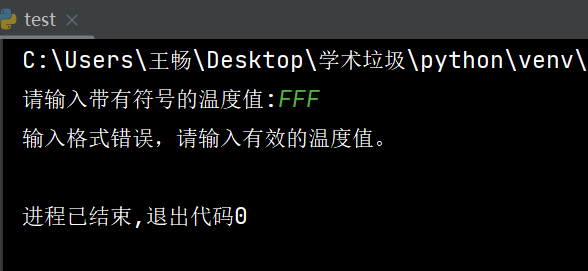 test
C:\Users\王畅\Desktop\学术垃圾\python\venv\
请输入带有符号的温度值:FFF
输入格式错误，请输入有效的温度值。
进程已结束,退出代码0